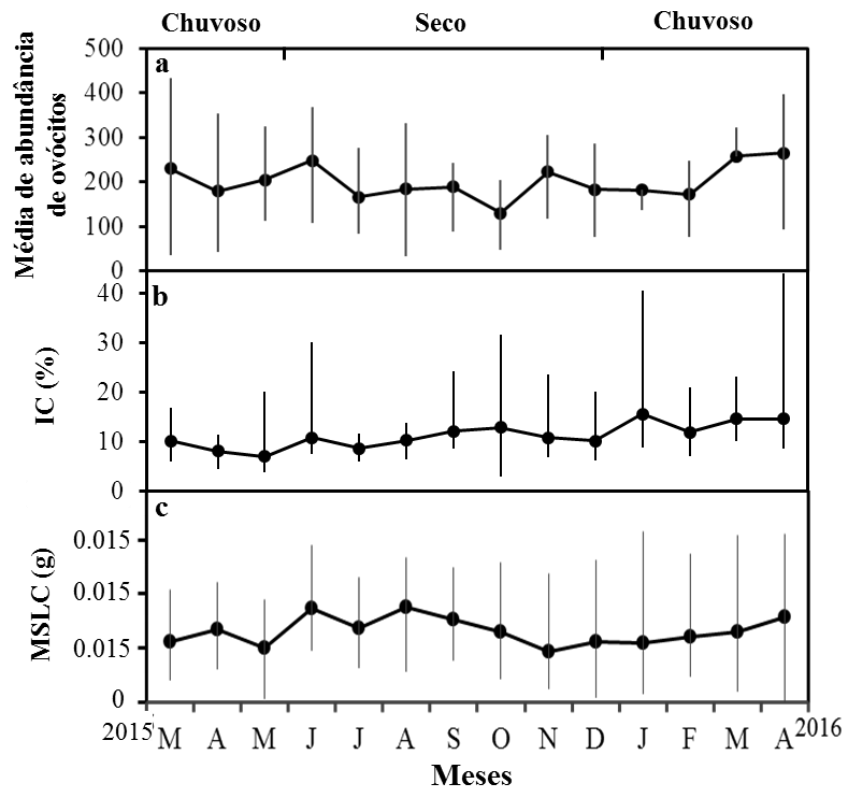 Chuvoso Seco Chuvoso
a
Média de abundância
de ovócitos
500
400
300
200
100
0
b
IC (%)
40
30
20
10
0
c
MSLC (g)
0.015
0.015
0.015
0
2015 M A M J J A S O N D J F M A 2016
Meses